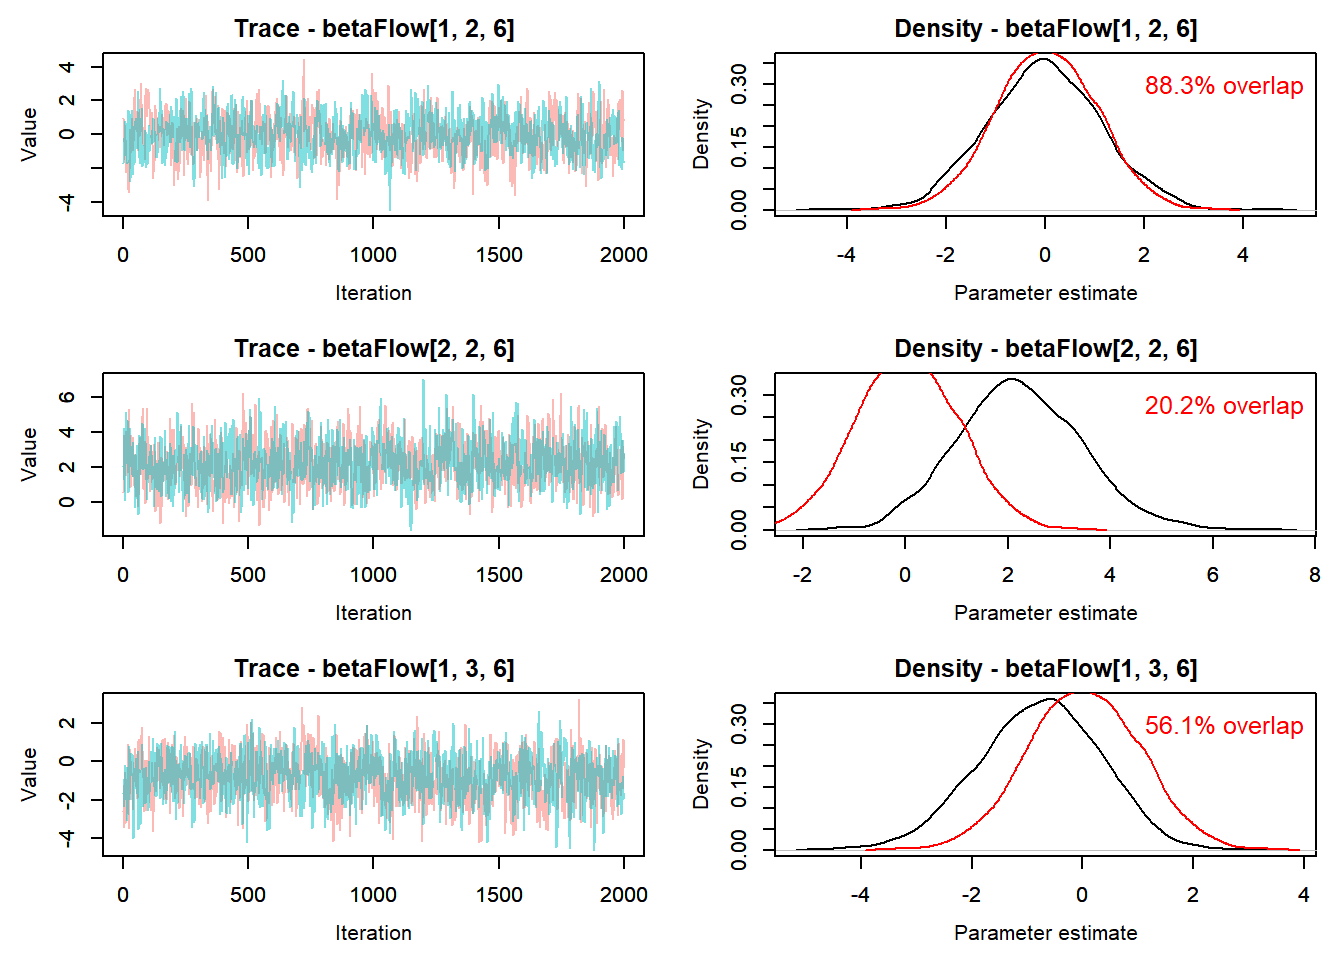 Trace - betaFlow[1, 2, 6]
Value
4
2
0
-4
0
500
1000
1500
2000
Iteration
Density - betaFlow[1, 2, 6]
88.3% overlap
Density
0.30
0.15
0.00
-4
-2
0
2
4
Parameter estimate
Trace - betaFlow[2, 2, 6]
Value
6
4
2
0
0
500
1000
1500
2000
Iteration
Density - betaFlow[2, 2, 6]
20.2% overlap
Density
0.30
0.15
0.00
-2
0
2
4
6
8
Parameter estimate
Trace - betaFlow[1, 3, 6]
Value
2
0
-2
-4
0
500
1000
1500
2000
Iteration
Density - betaFlow[1, 3, 6]
56.1% overlap
Density
0.30
0.15
0.00
-4
-2
0
2
4
Parameter estimate